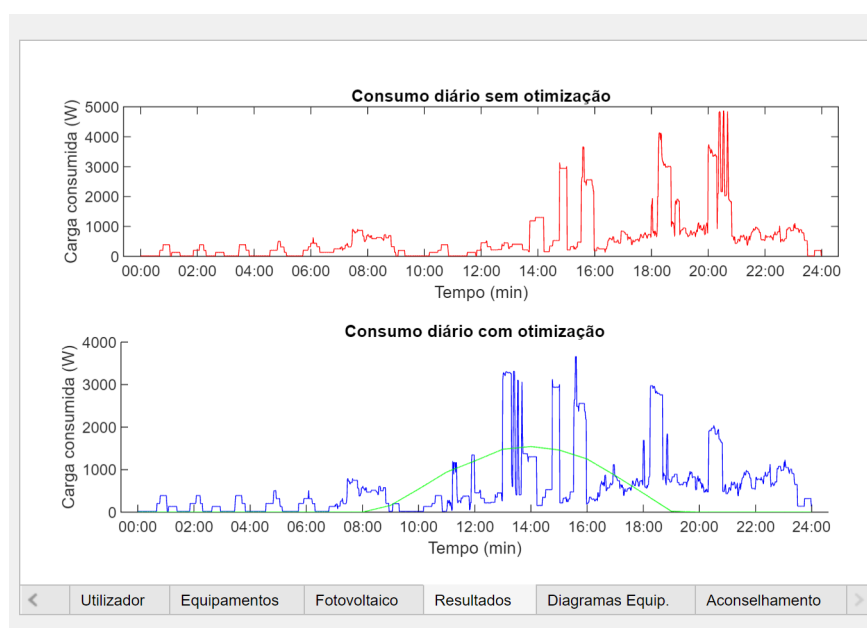 Consumo diário sem otimização
Carga consumida (W)
5000
4000
3000
2000
1000
0
00:00 02:00 04:00 06:00 08:00 10:00 12:00 14:00 16:00 18:00 20:00 22:00 24:00
Tempo (min)
Consumo diário com otimização
Carga consumida (W)
4000
3000
2000
1000
0
00:00 02:00 04:00 06:00 08:00 10:00 12:00 14:00 16:00 18:00 20:00 22:00 24:00
Tempo (min)
Utilizador Equipamentos Fotovoltaico Resultados Diagramas Equip. Aconselhamento